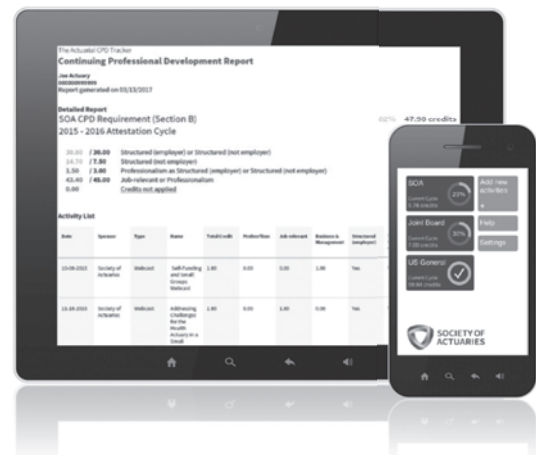 The Actuarial CPD Tracker
Continuing Professional Development Report
Joe Actuary
Report generated on 03/13/2017
Detailed Report
SOA CPD Requirement (Section B)
47.90 credits
2015 - 2016 Attestation Cycle
/ 30.00 Structured (employer) or Structured (not employer)
/ 7.50 Structured (not employer)
1.50 / 3.00 Professionalism as Structured (employer) or Structured (not employer)
43.40 / 45.00 Job-relevant or Professionalism
0.00 Credits not applied
Activity List
Date Sponsor Type Name Total Credit Job-relevant Business & Management Structured (employer)
Society of Actuaries Webcast Self-Funding and Small Groups Webcast 1.80 0.00 0.00 1.80 Yes
Society of Actuaries Webcast Addressing Challenges for the Health Actuary in a Small 1.80 0.00 1.80 0.00 Yes
SOA
Current Cycle
23%
Add new activities
+
Joint Board
Current Cycle
Help
Settings
US General
Current Cycle
SOCIETY OF
ACTUARIES